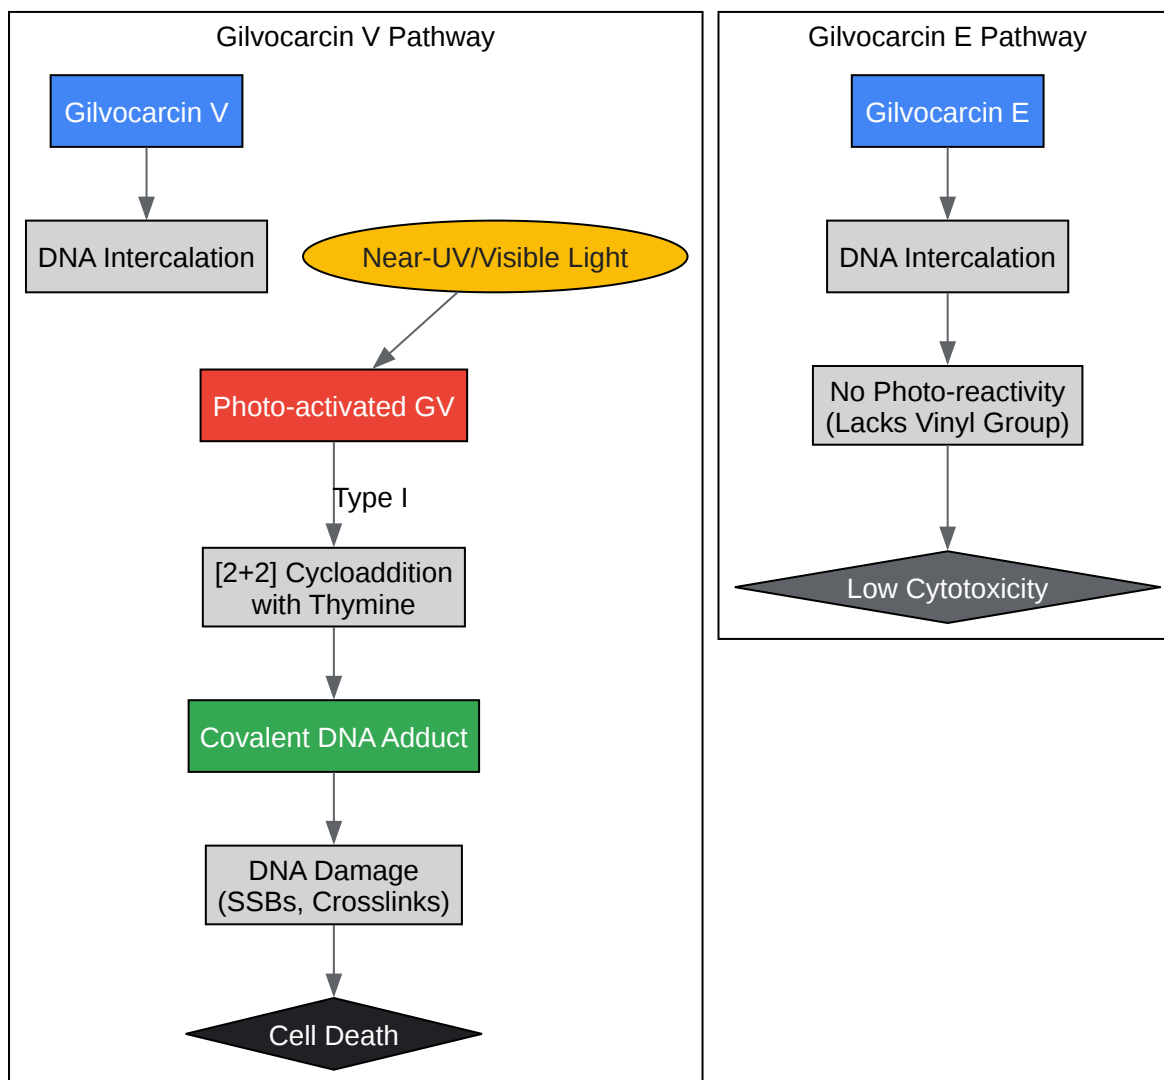 Gilvocarcin V Pathway
Gilvocarcin V
DNA Intercalation
Near-UV/Visible Light
Photo-activated GV
Type I
[2+2] Cycloaddition
with Thymine
Covalent DNA Adduct
DNA Damage
(SSBs, Crosslinks)
Cell Death
Gilvocarcin E Pathway
Gilvocarcin E
DNA Intercalation
No Photo-reactivity
(Lacks Vinyl Group)
Low Cytotoxicity